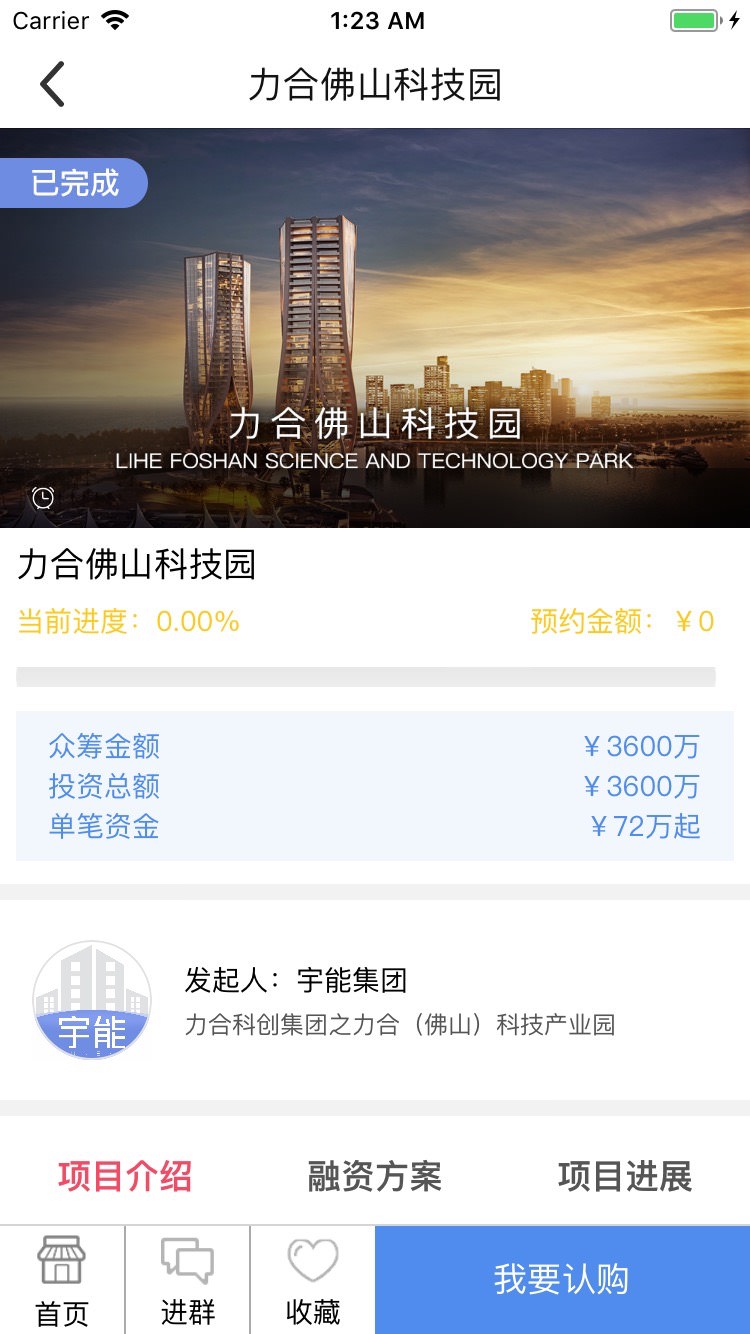 Carrier 1:23 AM
力合佛山科技园
已完成
力合佛山科技园
LIHE FOSHAN SCIENCE AND TECHNOLOGY PARK
力合佛山科技园
当前进度：0.00% 预约金额：￥0
众筹金额 ￥3600万
投资总额 ￥3600万
单笔资金 ￥72万起
宇能
发起人：宇能集团
力合科创集团之力合（佛山）科技产业园
项目介绍 融资方案 项目进展
首页 进群 收藏 我要认购